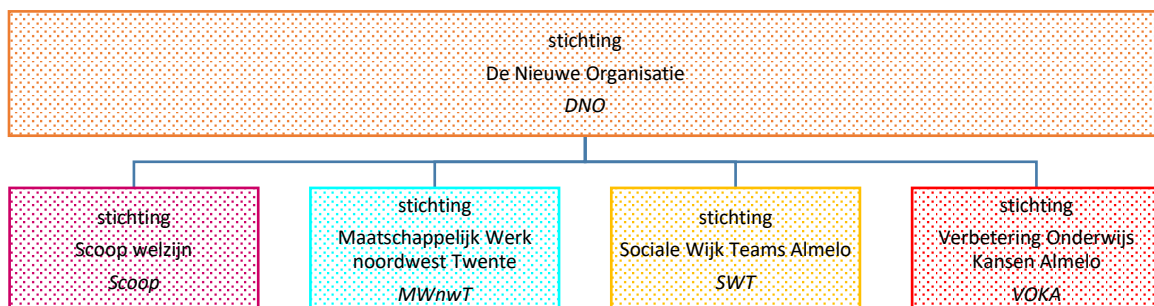 stichting
De Nieuwe Organisatie
DNO
stichting
Scoop welzijn
Scoop
stichting
Maatschappelijk Werk
noordwest Twente
MWnwT
stichting
Sociale Wijk Teams Almelo
SWT
stichting
Verbetering Onderwijs
Kansen Almelo
VOKA